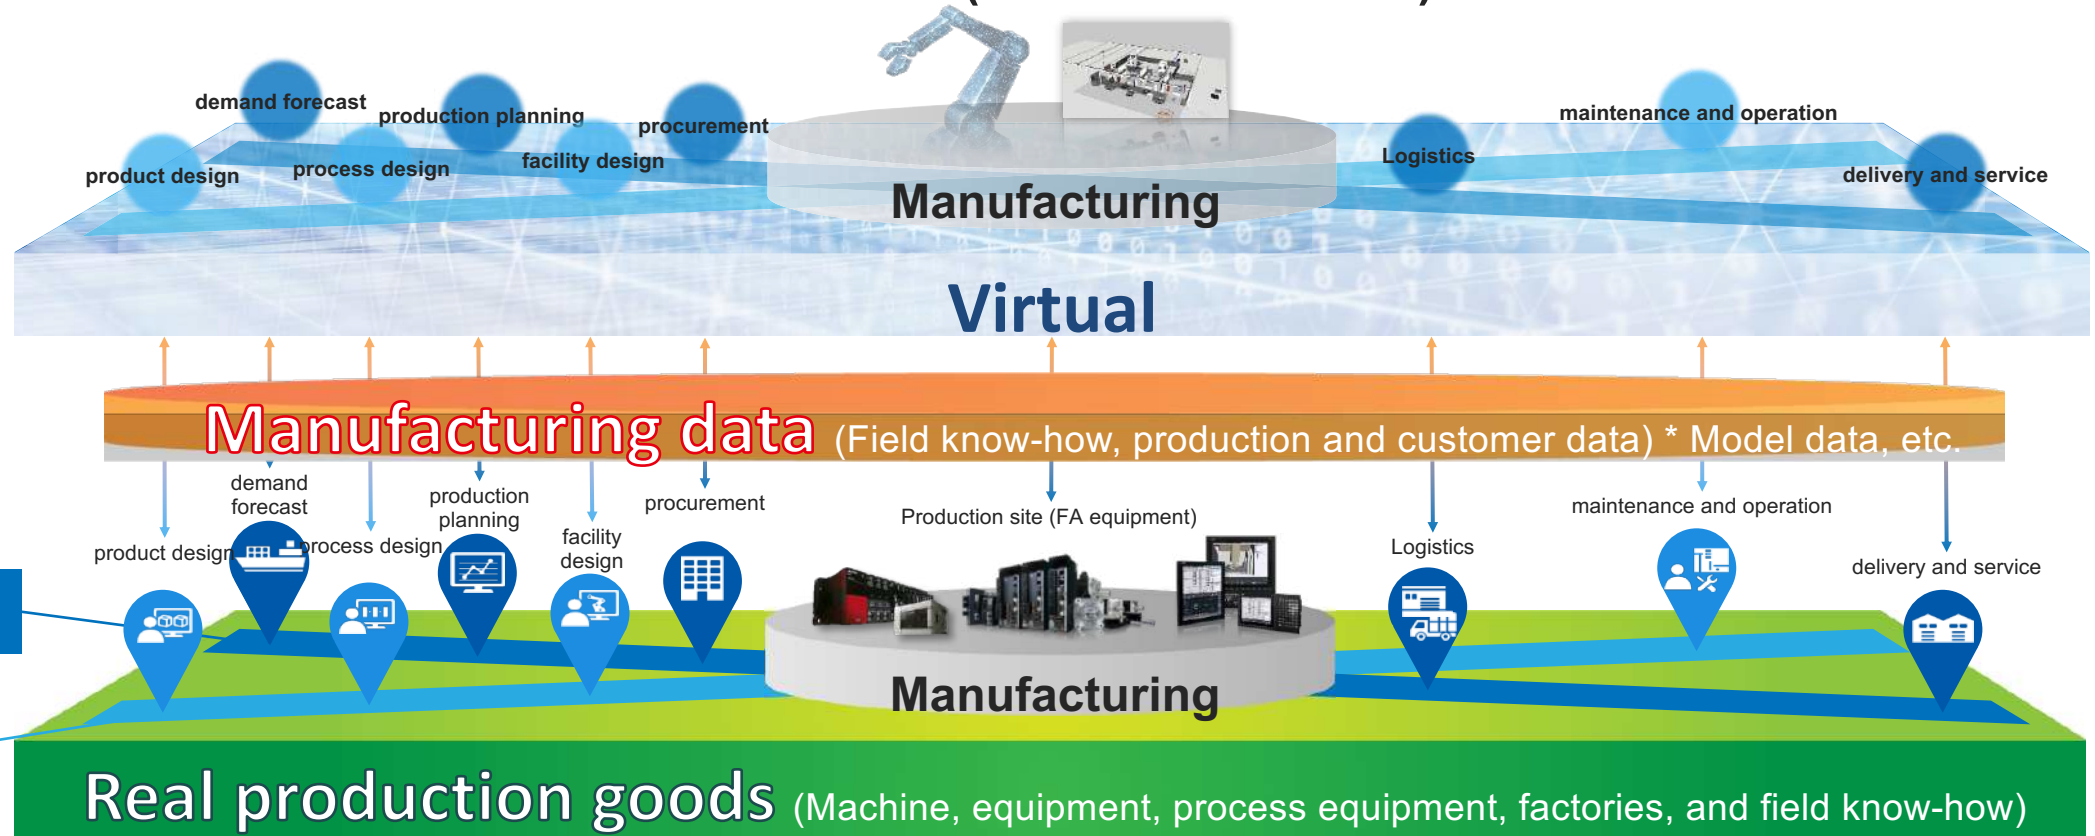 demand forecast
production planning
procurement
maintenance and operation
product design
process design
facility design
Logistics
delivery and service
Manufacturing
Virtual
Manufacturing data (Field know-how, production and customer data) * Model data, etc.
demand
forecast
production
planning
procurement
Production site (FA equipment)
maintenance and operation
product design
process design
facility
design
Logistics
delivery and service
Manufacturing
Real production goods (Machine, equipment, process equipment, factories, and field know-how)